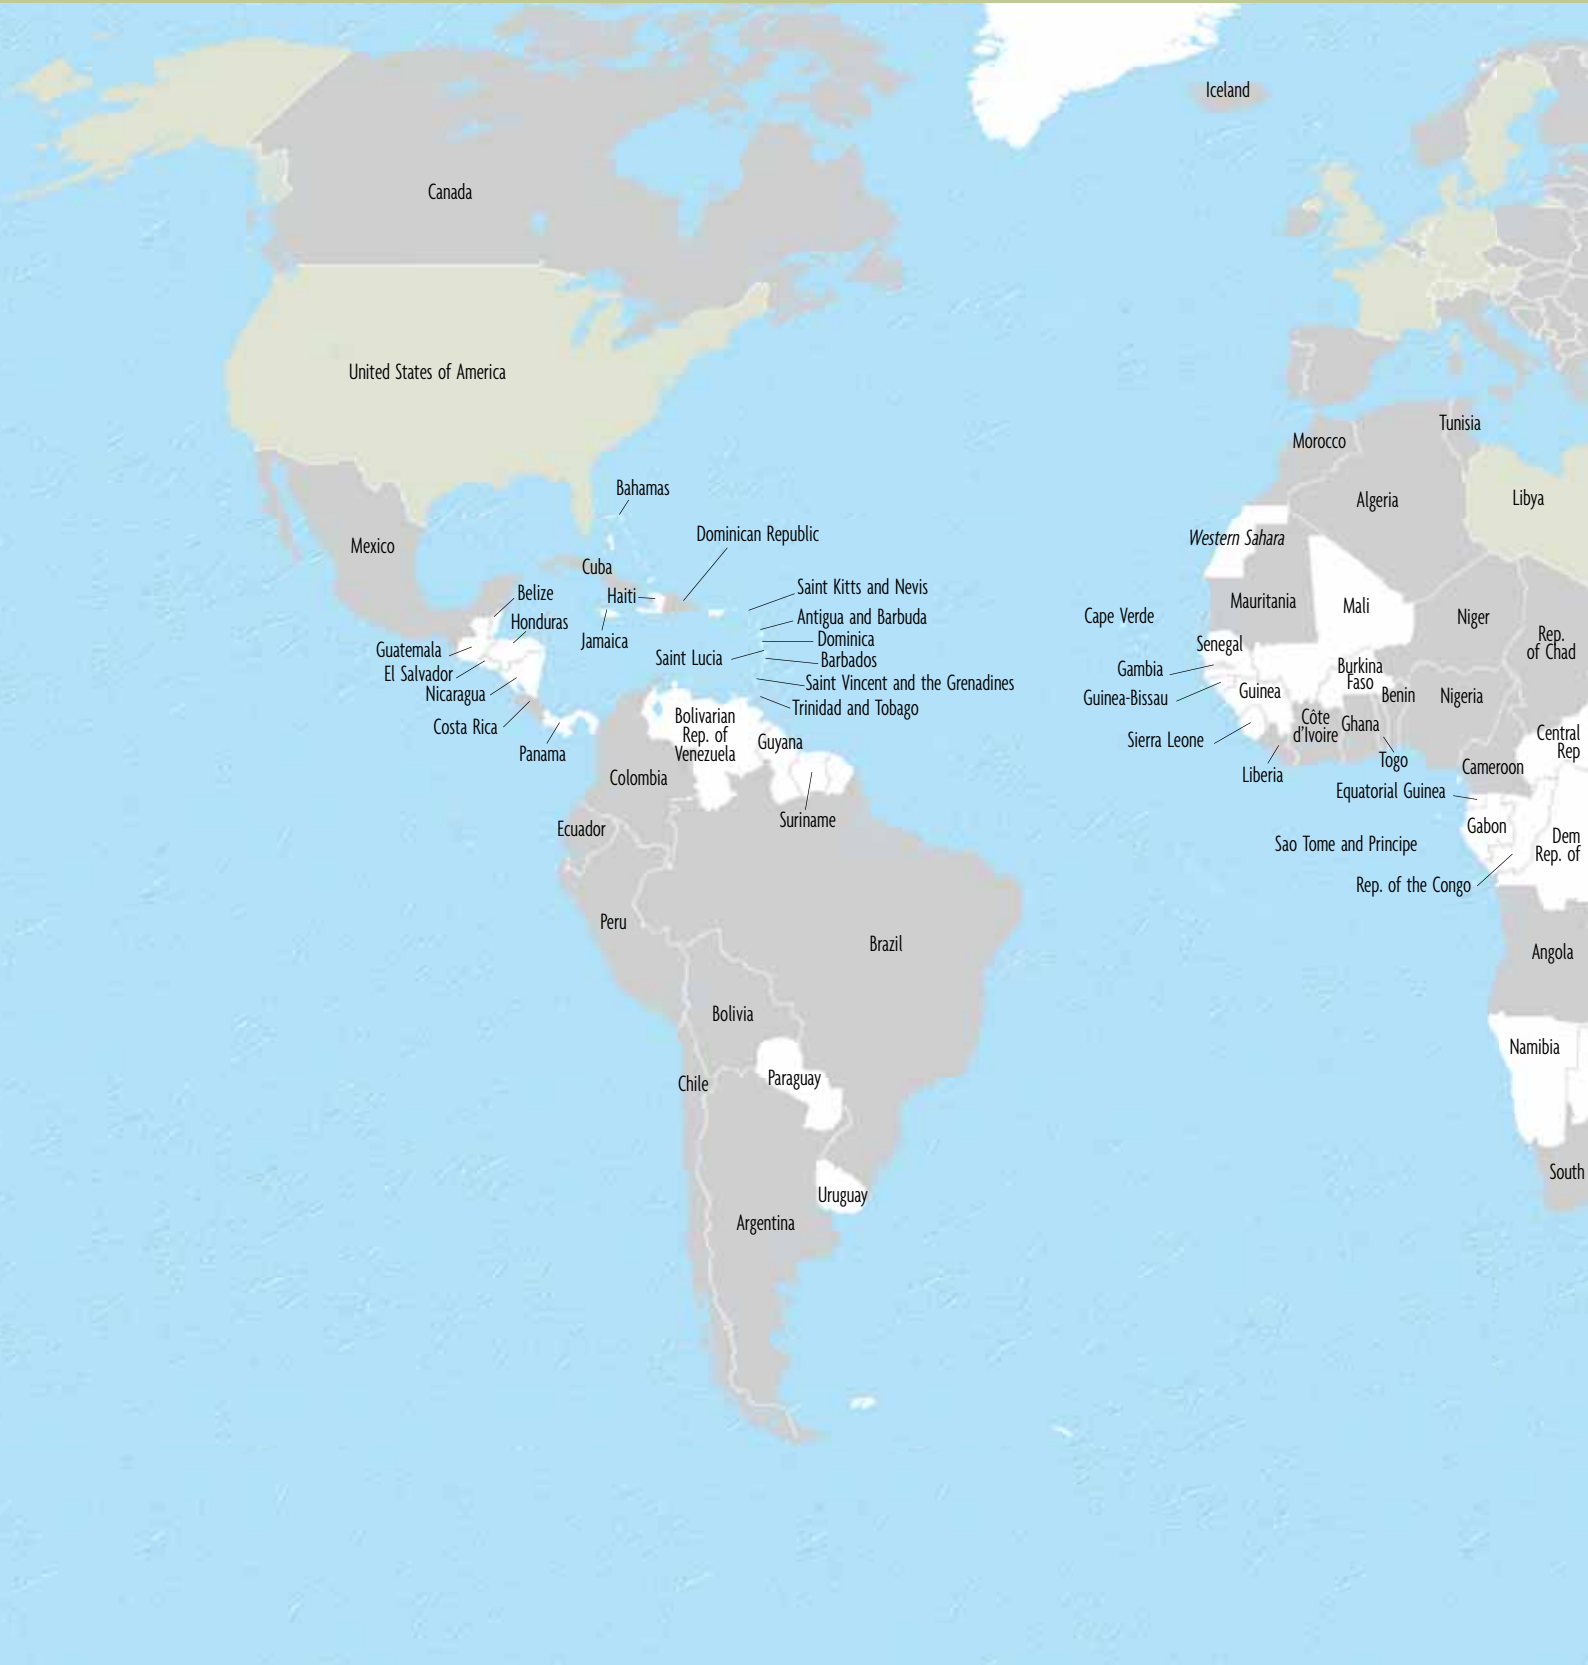 Iceland
Canada
United States of America
Tunisia
Morocco
Bahamas
Algeria
Libya
Dominican Republic
Western Sahara
Mexico
Cuba
Saint Kitts and Nevis
Belize
Haiti
Mauritania
Mali
Cape Verde
Antigua and Barbuda
Niger
Honduras
Rep.
of Chad
Jamaica
Dominica
Senegal
Guatemala
Saint Lucia
Barbados
Gambia
Burkina
Faso
El Salvador
Saint Vincent and the Grenadines
Nicaragua
Guinea-Bissau
Guinea
Benin
Nigeria
Trinidad and Tobago
Costa Rica
Bolivarian
Rep. of
Venezuela
Côte
d'Ivoire
Ghana
Guyana
Sierra Leone
Central
Rep
Panama
Togo
Cameroon
Colombia
Liberia
Equatorial Guinea
Suriname
Ecuador
Gabon
Dem
Rep. of
Sao Tome and Principe
Rep. of the Congo
Peru
Brazil
Angola
Bolivia
Namibia
Chile
Paraguay
South
Uruguay
Argentina